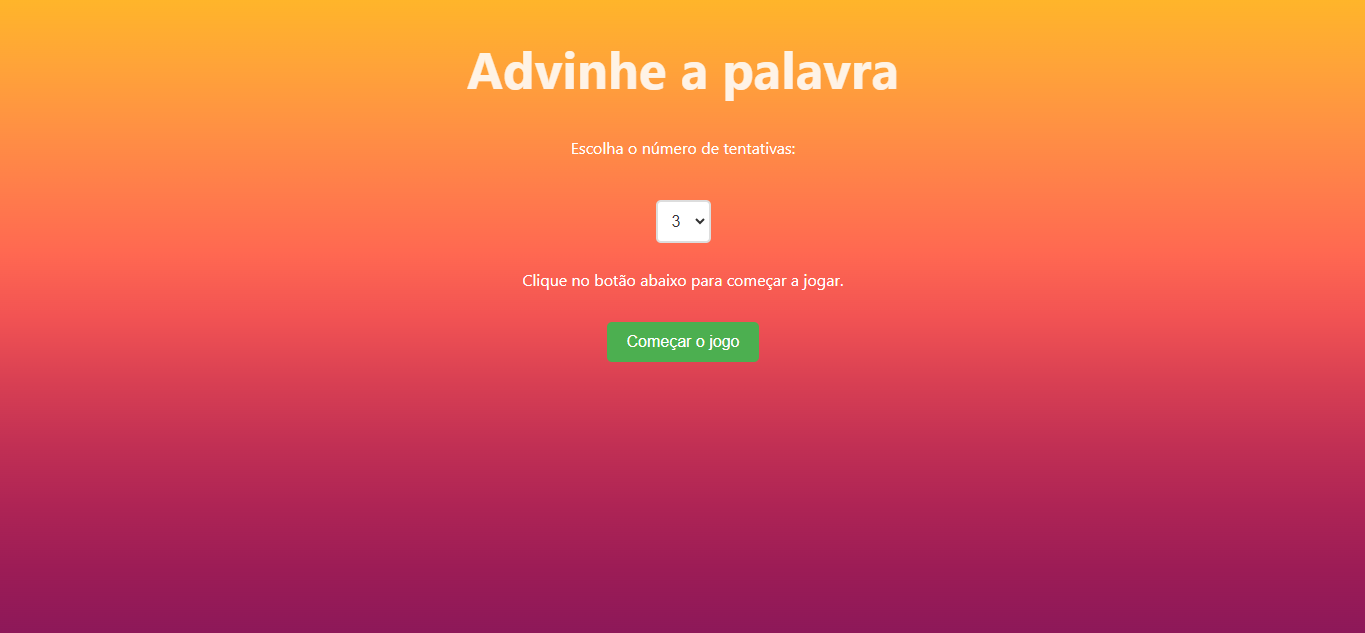 Advinhe a palavra
Escolha o número de tentativas:
3
Clique no botão abaixo para começar a jogar.
Começar o jogo